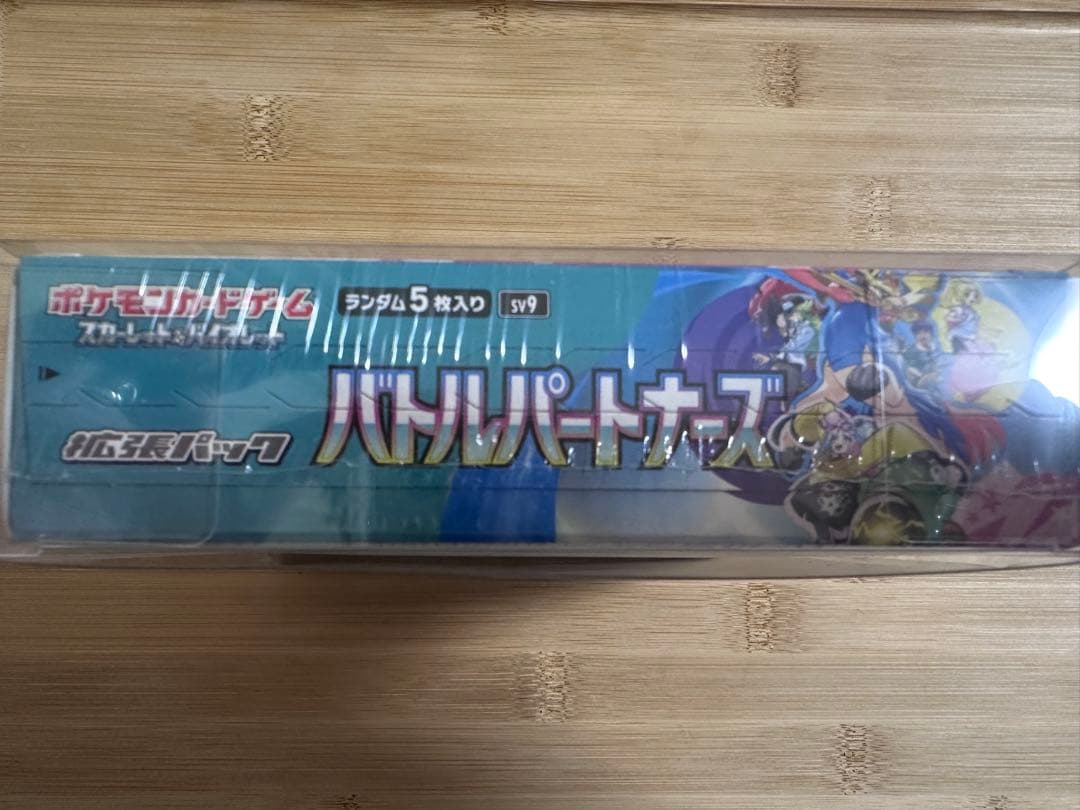 ポケモンカードゲーム
スカーレット&バイオレット
ランダム5枚入り
SV9
拡張パック
バトルパートナーズ